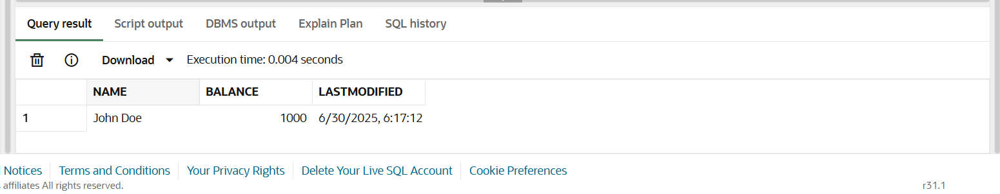 Query result Script output DBMS output Explain Plan SQL history
Download Execution time: 0.004 seconds
NAME BALANCE LASTMODIFIED
1 John Doe 1000 6/30/2025, 6:17:12
Notices Terms and Conditions Your Privacy Rights Delete Your Live SQL Account Cookie Preferences
affiliates All rights reserved. r31.1